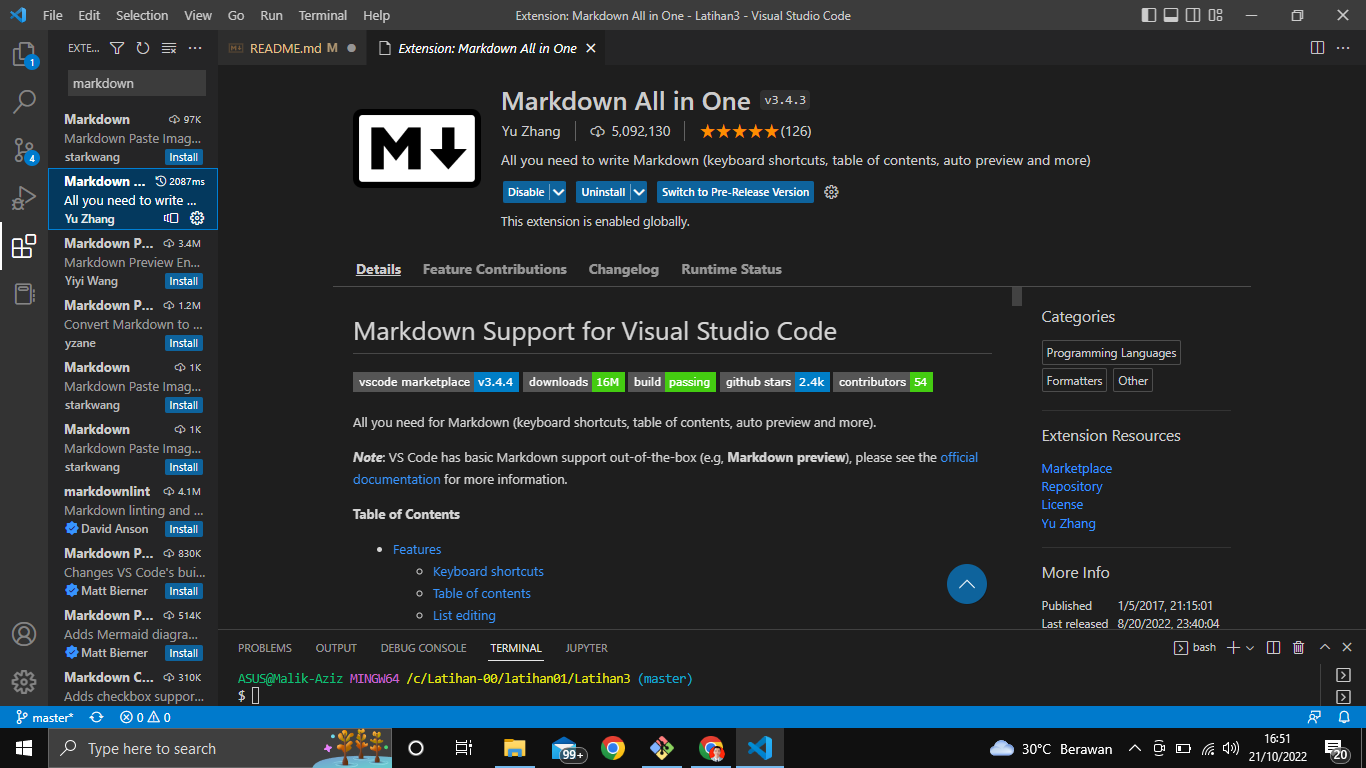 File Edit Selection View Go Run Terminal Help
Extension: Markdown All in One - Latihan3 - Visual Studio Code
EXTE...
README.md M
Extension: Markdown All in One
1
4
markdown
Markdown 97K
Markdown Paste Imag...
starkwang Install
Markdown ... 2087ms
All you need to write ...
Yu Zhang
Markdown P... 3.4M
Markdown Preview En...
Yiyi Wang Install
Markdown P... 1.2M
Convert Markdown to ...
yzane Install
Markdown 1K
Markdown Paste Imag...
starkwang Install
Markdown 1K
Markdown Paste Imag...
starkwang Install
markdownlint 4.1M
Markdown linting and ...
David Anson Install
Markdown P... 830K
Changes VS Code's bui...
Matt Bierner Install
Markdown P... 514K
Adds Mermaid diagra...
Matt Bierner Install
Markdown C... 310K
Adds checkbox suppor...
M
Markdown All in One v3.4.3
Yu Zhang 5,092,130 (126)
All you need to write Markdown (keyboard shortcuts, table of contents, auto preview and more)
Disable Uninstall Switch to Pre-Release Version
This extension is enabled globally.
Details Feature Contributions Changelog Runtime Status
Markdown Support for Visual Studio Code
vscode marketplace v3.4.4 downloads 16M build passing github stars 2.4k contributors 54
All you need for Markdown (keyboard shortcuts, table of contents, auto preview and more).
Note: VS Code has basic Markdown support out-of-the-box (e.g, Markdown preview), please see the official
documentation for more information.
Table of Contents
Features
Keyboard shortcuts
Table of contents
List editing
Categories
Programming Languages
Formatters Other
Extension Resources
Marketplace
Repository
License
Yu Zhang
More Info
Published 1/5/2017, 21:15:01
Last released 8/20/2022, 23:40:04
PROBLEMS OUTPUT DEBUG CONSOLE TERMINAL JUPYTER
bash
ASUS@Malik-Aziz MINGW64 /c/Latihan-00/latihan01/Latihan3 (master)
$
master* 0 0
Type here to search
99+
30°C Berawan
16:51
21/10/2022
20